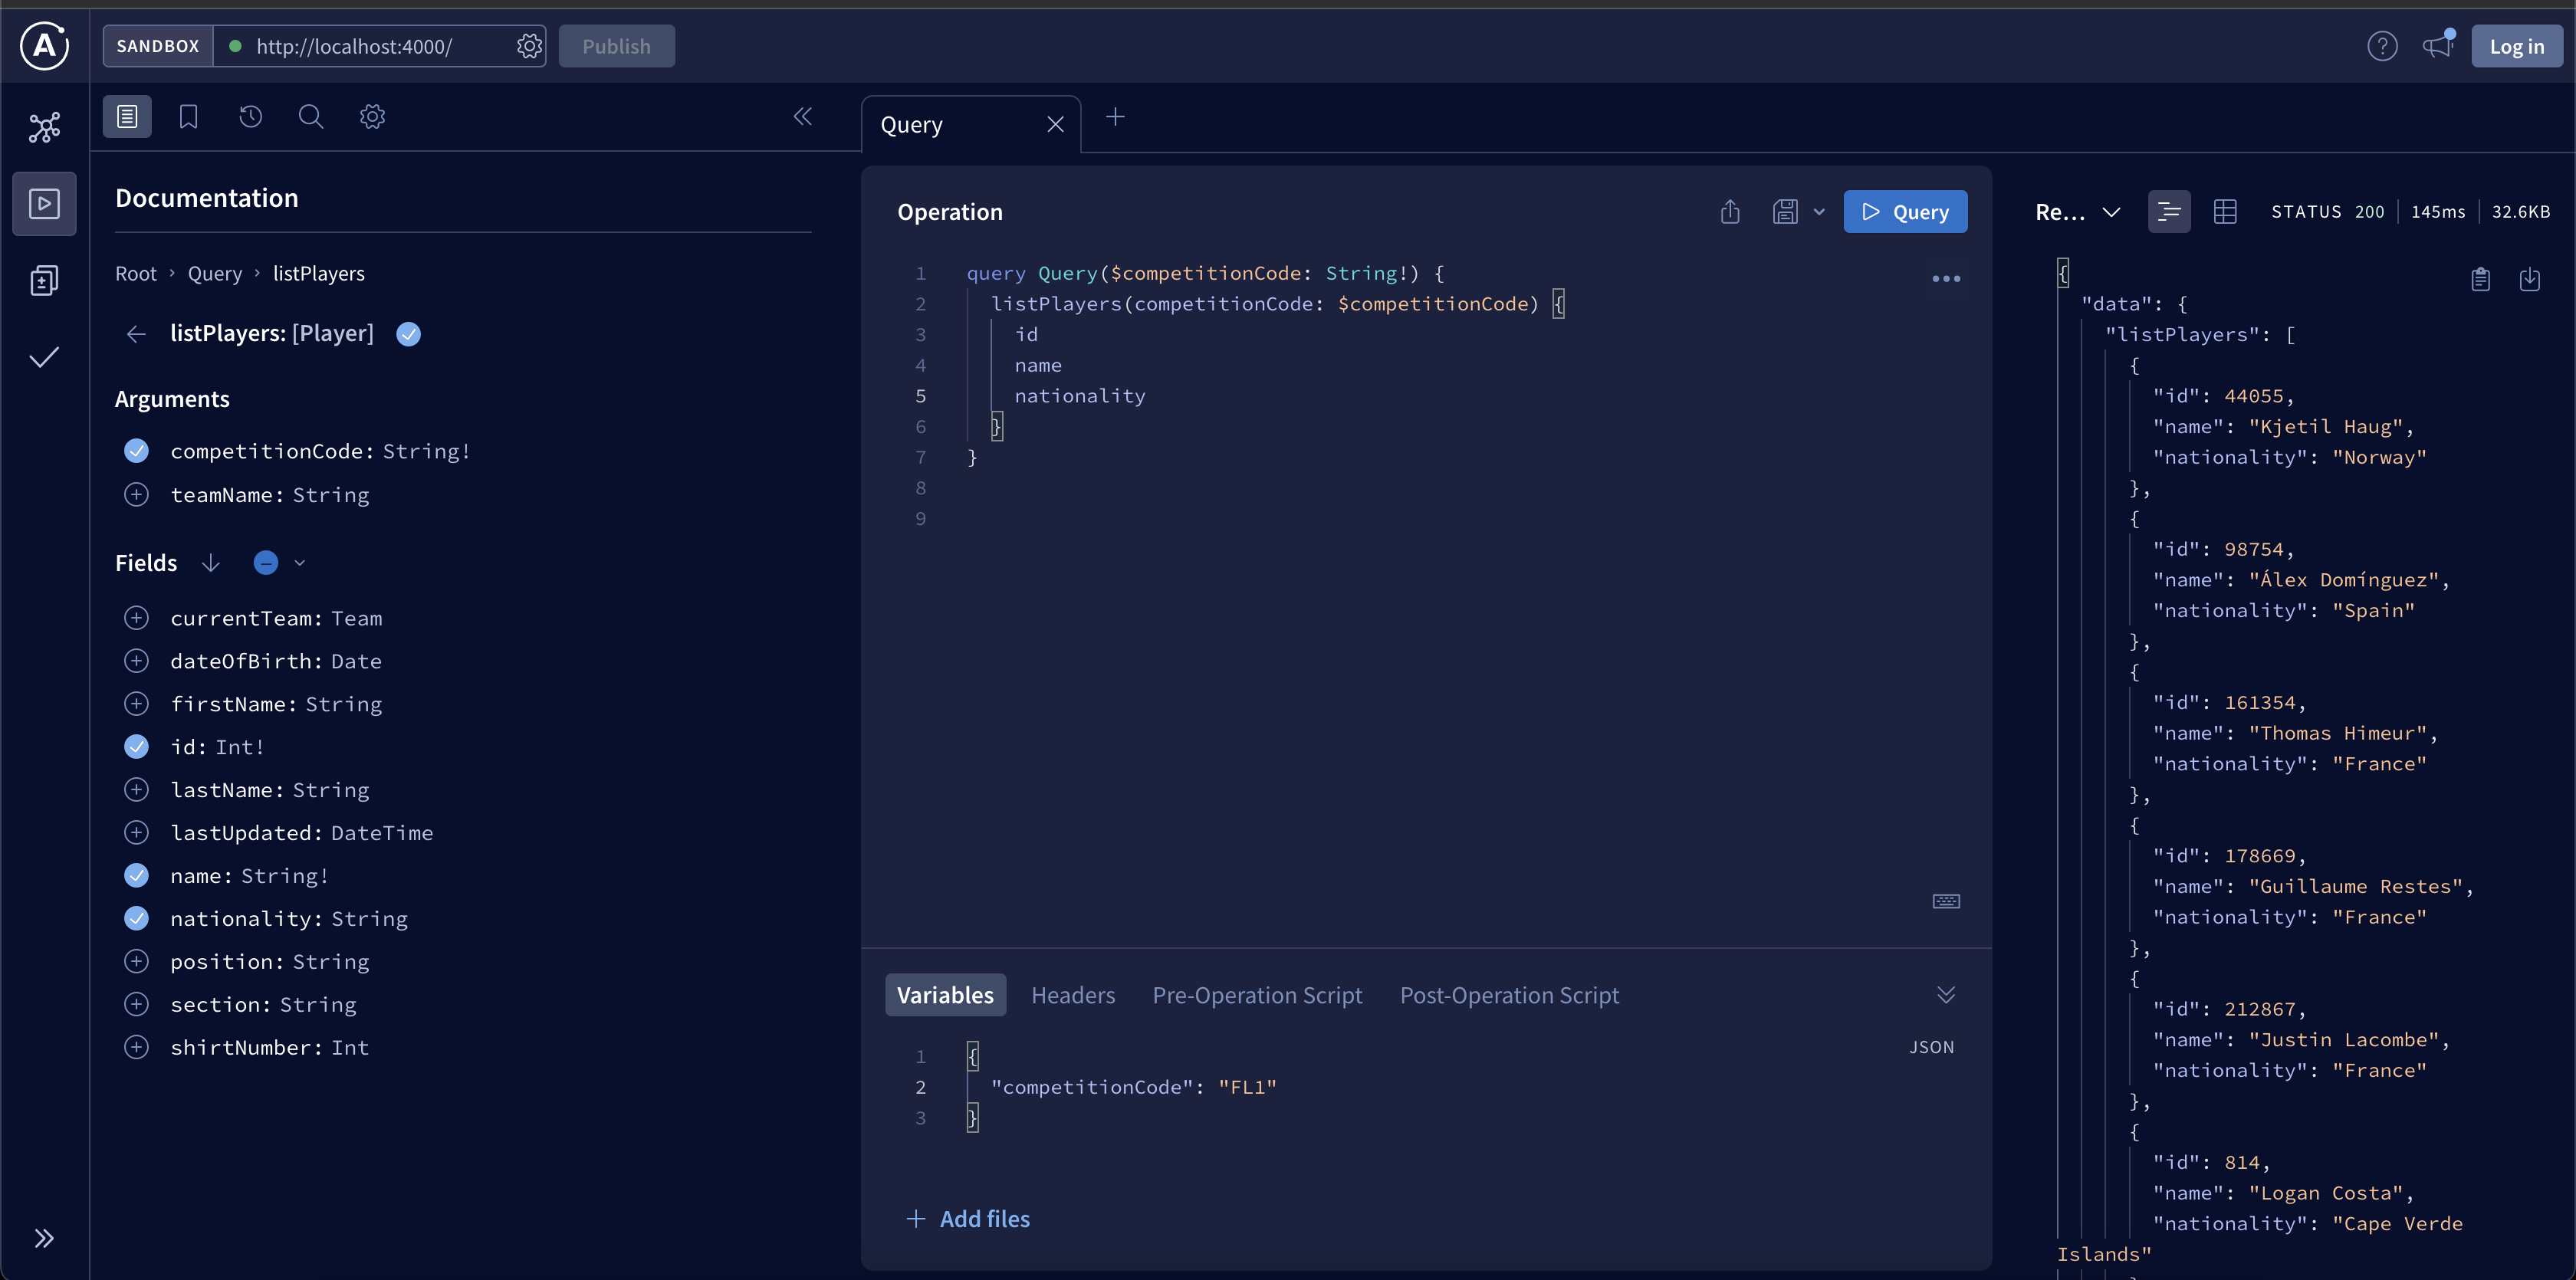 SANDBOX http://localhost:4000/ Publish Log in
Documentation
Root › Query › listPlayers
listPlayers: [Player]
Arguments
competitionCode: String!
teamName: String
Fields
currentTeam: Team
dateOfBirth: Date
firstName: String
id: Int!
lastName: String
lastUpdated: DateTime
name: String!
nationality: String
position: String
section: String
shirtNumber: Int
Query
Operation
Query
1 query Query($competitionCode: String!) {
2 listPlayers(competitionCode: $competitionCode) {
3 id
4 name
5 nationality
6 }
7 }
8
9
Variables Headers Pre-Operation Script Post-Operation Script
JSON
1 {
2 "competitionCode": "FL1"
3 }
+ Add files
Re... STATUS 200 145ms 32.6KB
{
"data": {
"listPlayers": [
{
"id": 44055,
"name": "Kjetil Haug",
"nationality": "Norway"
},
{
"id": 98754,
"name": "Álex Domínguez",
"nationality": "Spain"
},
{
"id": 161354,
"name": "Thomas Himeur",
"nationality": "France"
},
{
"id": 178669,
"name": "Guillaume Restes",
"nationality": "France"
},
{
"id": 212867,
"name": "Justin Lacombe",
"nationality": "France"
},
{
"id": 814,
"name": "Logan Costa",
"nationality": "Cape Verde
Islands"